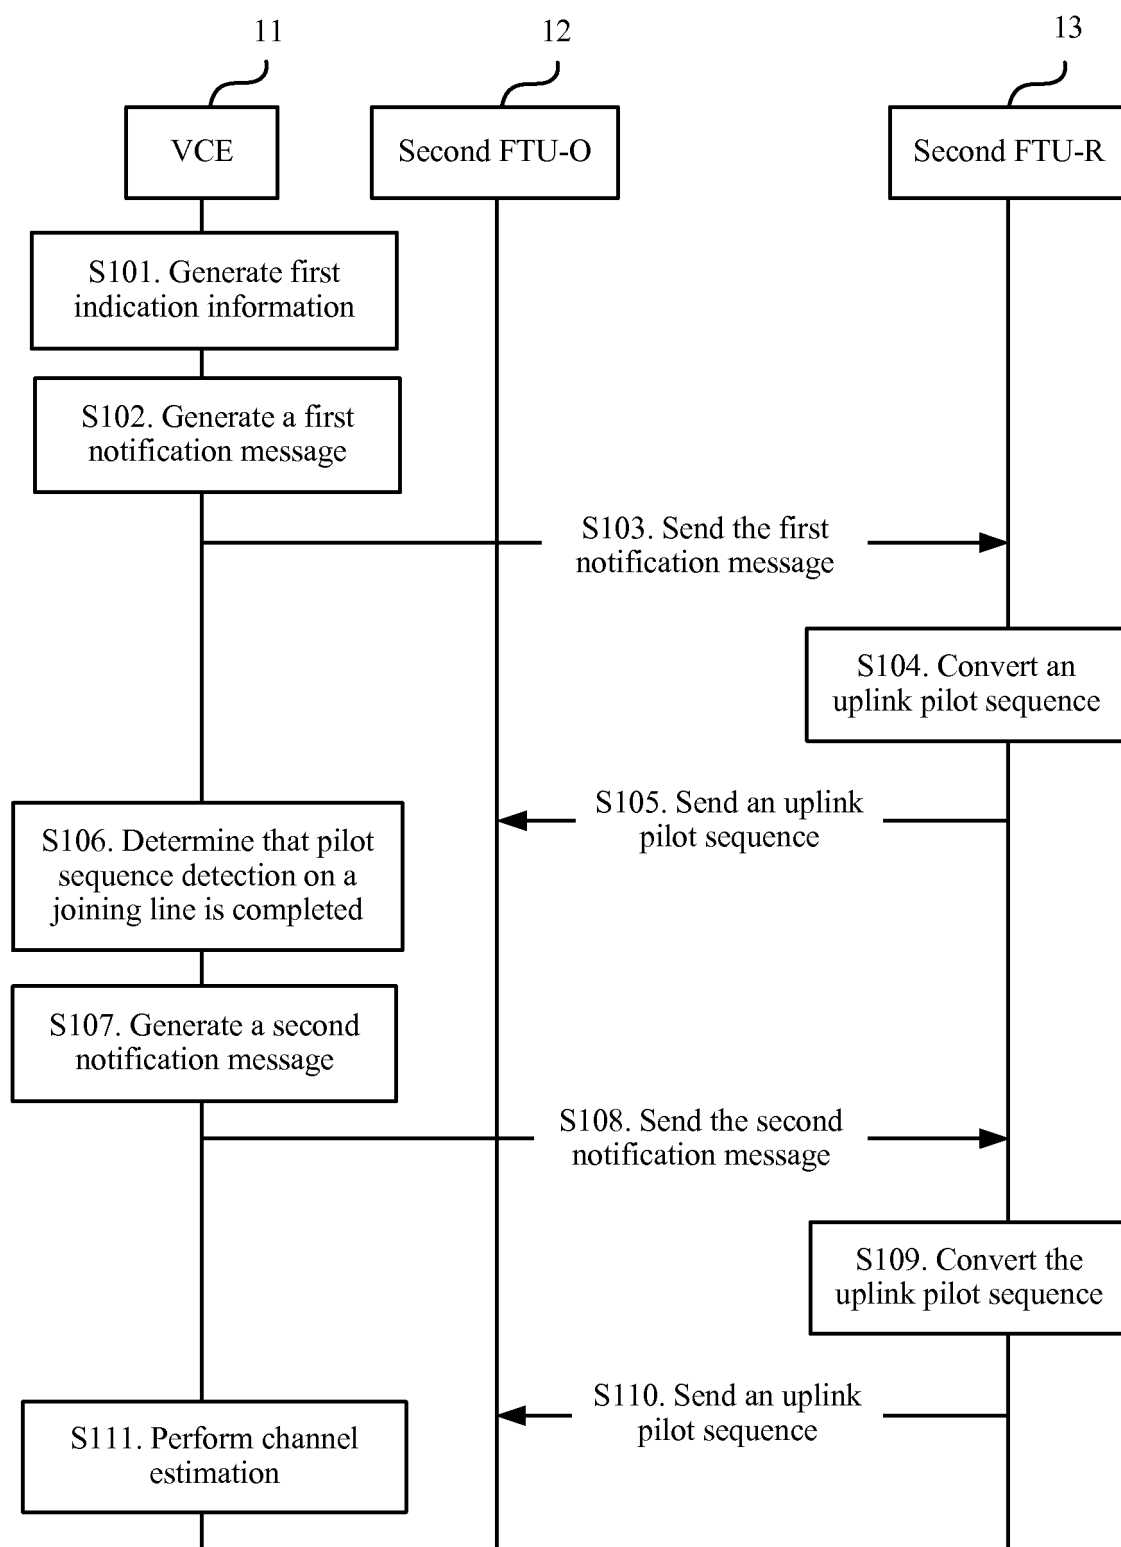 11
12
13
VCE
Second FTU-O
Second FTU-R
S101. Generate first
indication information
S102. Generate a first
notification message
S103. Send the first
notification message
S104. Convert an
uplink pilot sequence
S105. Send an uplink
pilot sequence
S106. Determine that pilot
sequence detection on a
joining line is completed
S107. Generate a second
notification message
S108. Send the second
notification message
S109. Convert the
uplink pilot sequence
S110. Send an uplink
pilot sequence
S111. Perform channel
estimation